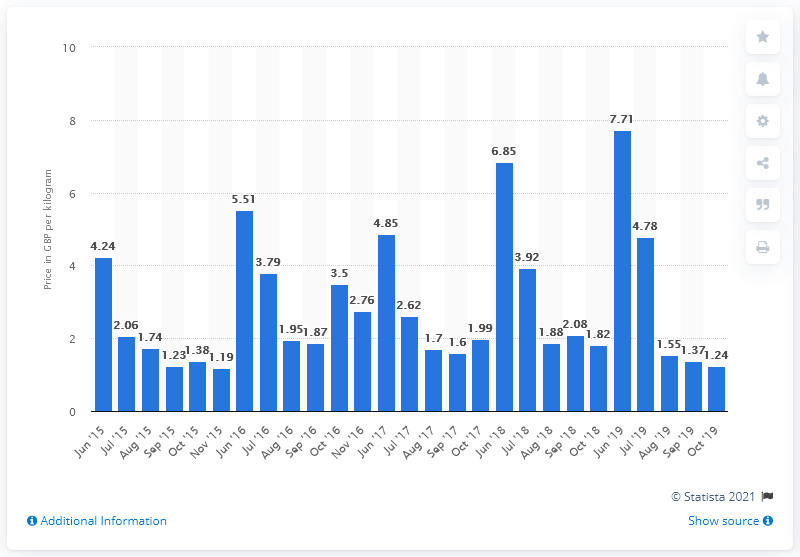 10
8
6
4
2
0
Price in GBP per kilogram
4.24
2.06
1.74
1.23
1.38
1.19
5.51
3.79
1.95
1.87
3.5
2.76
4.85
2.62
1.7
1.6
1.99
6.85
3.92
1.88
2.08
1.82
7.71
4.78
1.55
1.37
1.24
Jun '15
Jul '15
Aug '15
Sep '15
Oct '15
Nov '15
Jun '16
Jul '16
Aug '16
Sep '16
Oct '16
Nov '16
Jun '17
Jul '17
Aug '17
Sep '17
Oct '17
Jun '18
Jul '18
Aug '18
Sep '18
Oct '18
Jun '19
Jul '19
Aug '19
Sep '19
Oct '19
© Statista 2021
Additional Information
Show source